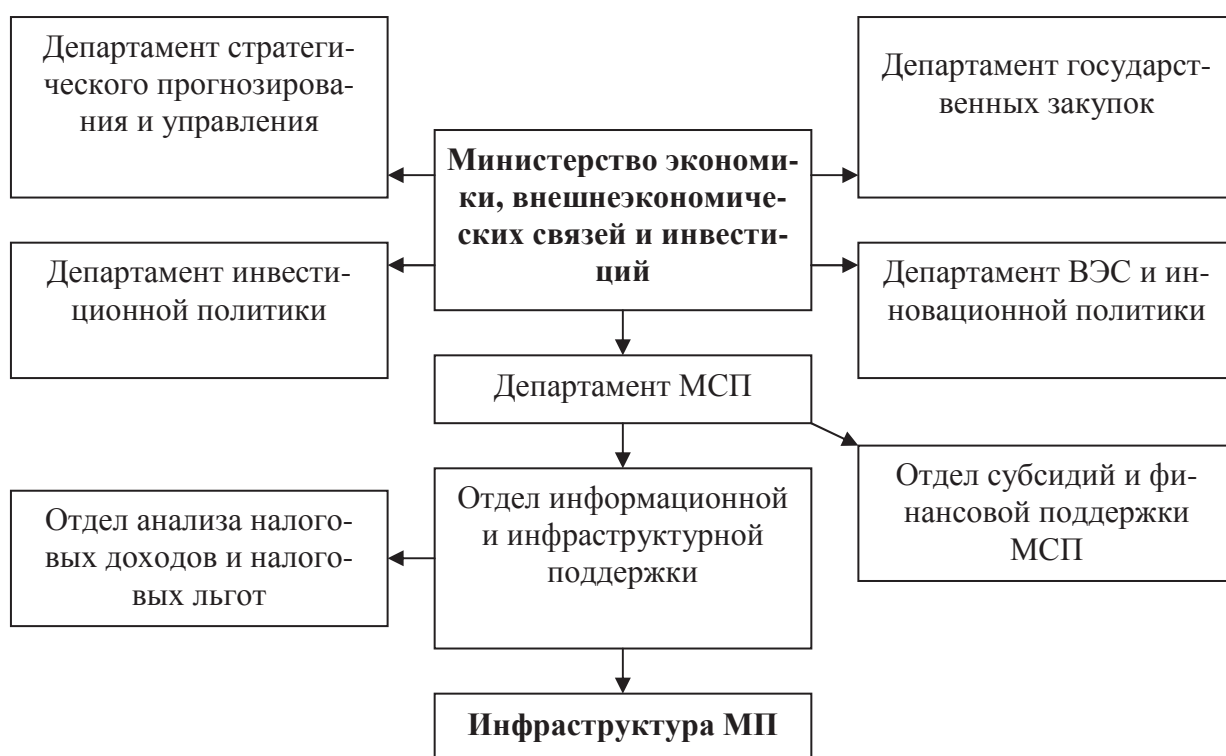 Департамент стратеги-
ческого прогнозирова-
ния и управления
Департамент государст-
венных закупок
Министерство экономи-
ки, внешнеэкономиче-
ских связей и инвести-
ций
Департамент инвести-
ционной политики
Департамент ВЭС и ин-
новационной политики
Департамент МСП
Отдел анализа налого-
вых доходов и налого-
вых льгот
Отдел информационной
и инфраструктурной
поддержки
Отдел субсидий и фи-
нансовой поддержки
МСП
Инфраструктура МП